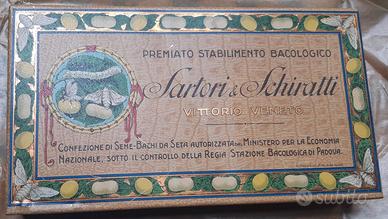 PREMIATO STABILIMENTO BACOLOGICO
Sartori & Schiratti
VITTORIO VENETO
CONFEZIONE DI SEME-BACHI DA SETA AUTORIZZATA DAL MINISTERO PER LA ECONOMIA
NAZIONALE, SOTTO IL CONTROLLO DELLA REGIA STAZIONE BACOLOGICA DI PADOVA.
subito